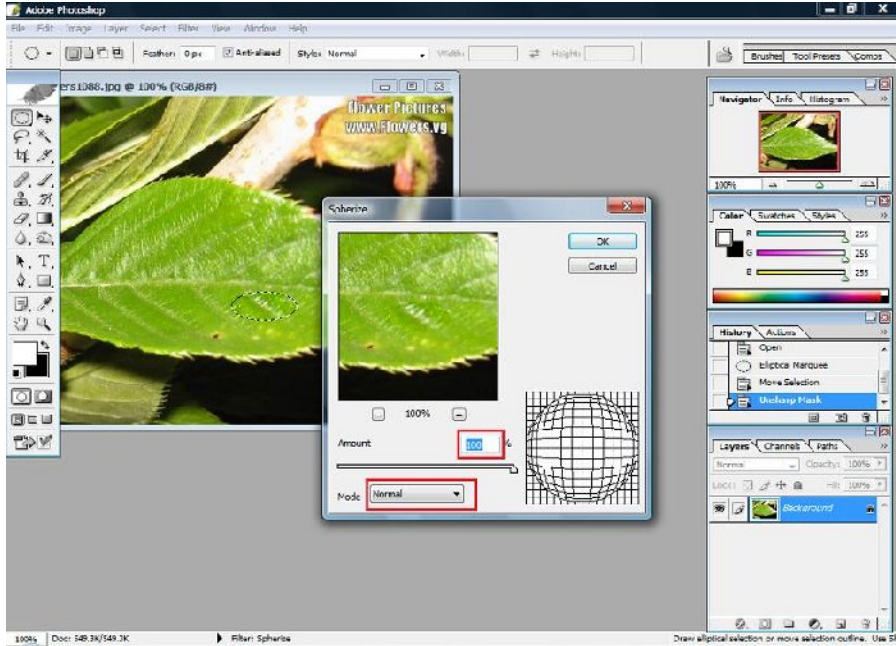 Adobe Photoshop
File Edit Image Layer Select Filter View Window Help
Feather: 0 px Anti-aliased Style: Normal Width: Height:
Brushes Tool Presets Comps
ers1088.jpg @ 100% (RGB/8#)
Flower Pictures
www.Flowers.vg
Navigator Info Histogram
100%
Color Swatches Styles
R 255
G 255
B 255
History Actions
Open
Elliptical Marquee
Move Selection
Unsharp Mask
Layers Channels Paths
Normal Opacity: 100%
Lock: Fill: 100%
Background
Spherize
OK
Cancel
100%
Amount 100 %
Mode Normal
100% Doc: 549.3K/549.3K Filter: Spherize Draw elliptical selection or move selection outline. Use